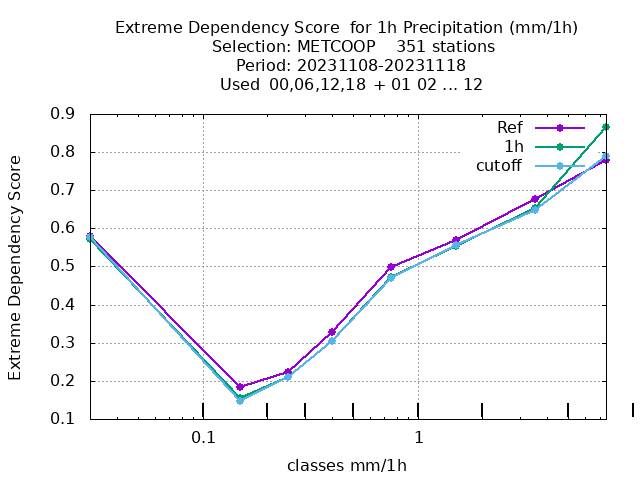 Extreme Dependency Score  for 1h Precipitation (mm/1h)
Selection: METCOOP    351 stations
Period: 20231108-20231118
Used  00,06,12,18  + 01 02 ... 12
Ref
1h
cutoff
0.9
0.8
0.7
0.6
0.5
0.4
0.3
0.2
0.1
Extreme Dependency Score
0.1
1
classes mm/1h